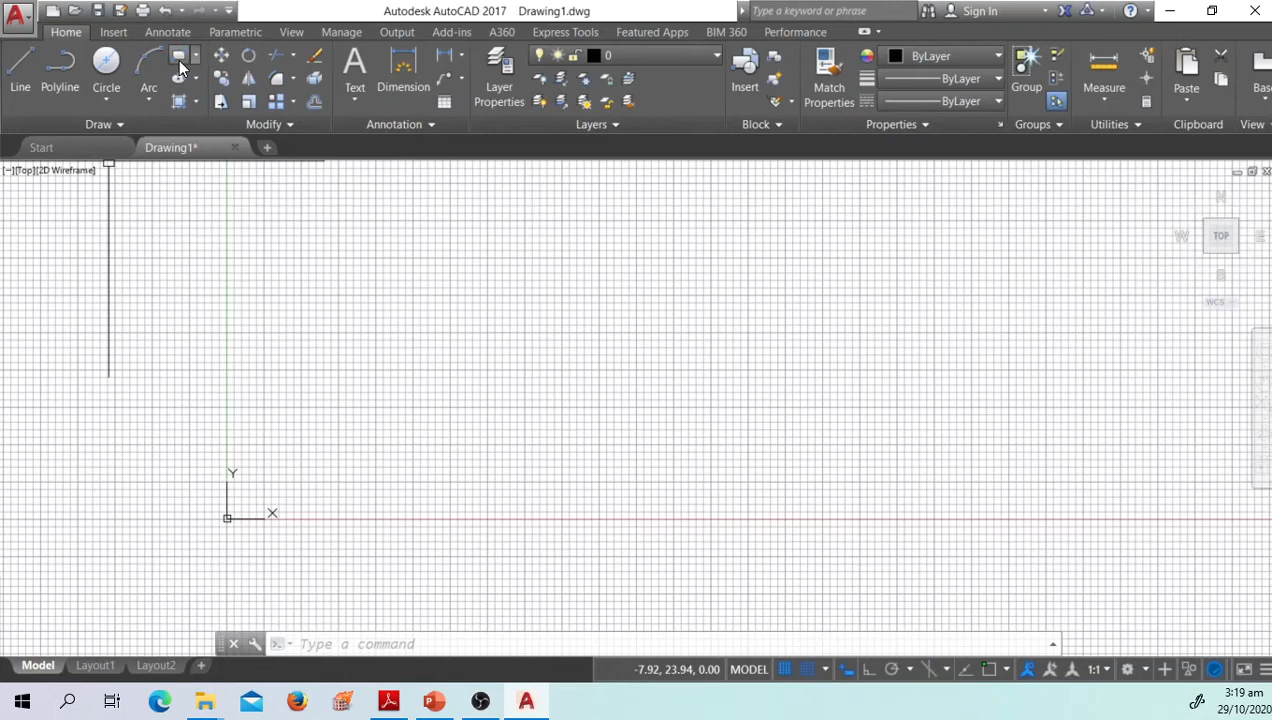 Autodesk AutoCAD 2017 Drawing1.dwg
Type a keyword or phrase
Sign In
Home Insert Annotate Parametric View Manage Output Add-ins A360 Express Tools Featured Apps BIM 360 Performance
Line
Polyline
Circle
Arc
Text
Dimension
Layer Properties
0
Insert
Match Properties
ByLayer
ByLayer
ByLayer
Group
Measure
Paste
Base
Draw
Modify
Annotation
Layers
Block
Properties
Groups
Utilities
Clipboard
View
Start
Drawing1*
[−][Top][2D Wireframe]
W
TOP
E
WCS
Y
X
Type a command
Model
Layout1
Layout2
-7.92, 23.94, 0.00
MODEL
1:1
3:19 am
29/10/2020